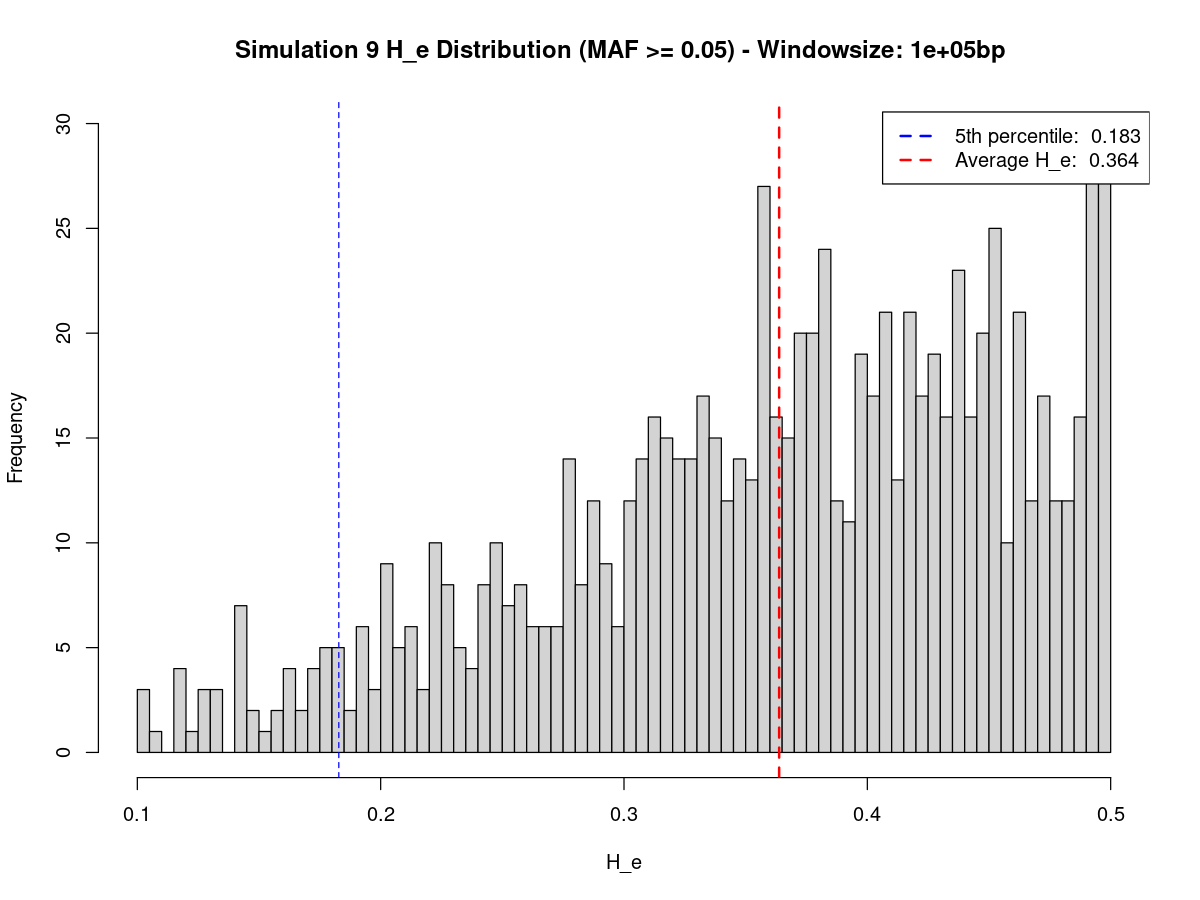 Simulation 9 H_e Distribution (MAF >= 0.05) - Windowsize: 1e+05bp
5th percentile: 0.183
Average H_e: 0.364
Frequency
30
25
20
15
10
5
0
0.1 0.2 0.3 0.4 0.5
H_e